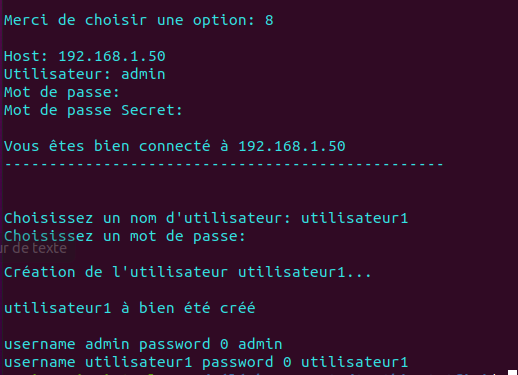 Merci de choisir une option: 8
Host: 192.168.1.50
Utilisateur: admin
Mot de passe:
Mot de passe Secret:
Vous êtes bien connecté à 192.168.1.50
-------------------------------------------------
Choisissez un nom d'utilisateur: utilisateur1
Choisissez un mot de passe:
ur de texte
Création de l'utilisateur utilisateur1...
utilisateur1 à bien été créé
username admin password 0 admin
username utilisateur1 password 0 utilisateur1